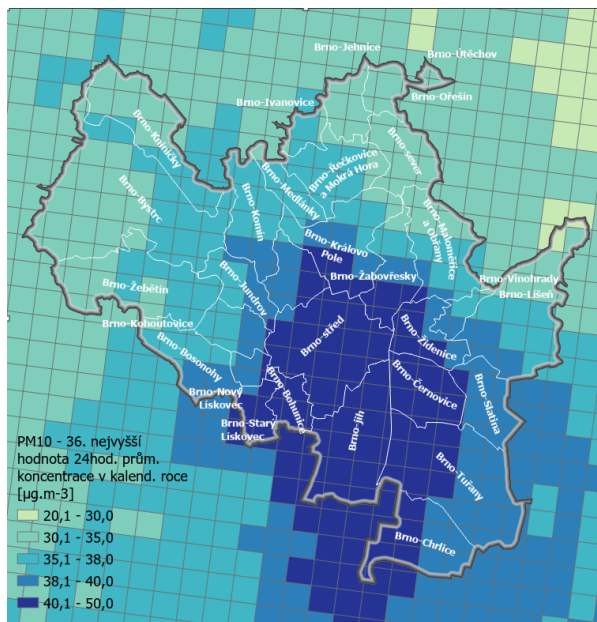 Brno-Jehnice
Brno-Útěchov
Brno-Ořešín
Brno-Ivanovice
Brno-Kníničky
Brno-sever
Brno-Řečkovice
a Mokrá Hora
Brno-Medlánky
Brno-Bystrc
Brno-Komín
Brno-Maloměřice
a Obřany
Brno-Královo
Pole
Brno-Žabovřesky
Brno-Vinohrady
Brno-Líšeň
Brno-Žebětín
Brno-Jundrov
Brno-Kohoutovice
Brno-střed
Brno-Židenice
Brno-Bosonohy
Brno-Nový
Lískovec
Brno-Bohunice
Brno-Černovice
Brno-Slatina
Brno-Starý
Lískovec
Brno-jih
Brno-Tuřany
Brno-Chrlice
PM10 - 36. nejvyšší
hodnota 24hod. prům.
koncentrace v kalend. roce
[µg.m-3]
20,1 - 30,0
30,1 - 35,0
35,1 - 38,0
38,1 - 40,0
40,1 - 50,0